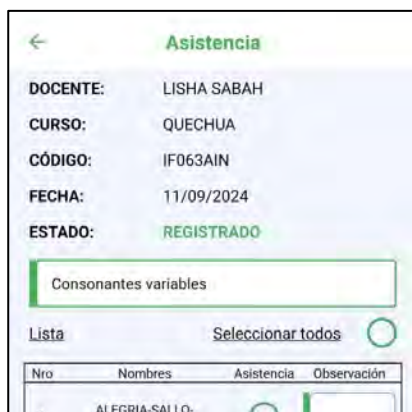 Asistencia
DOCENTE: LISHA SABAH
CURSO: QUECHUA
CÓDIGO: IF063AIN
FECHA: 11/09/2024
ESTADO: REGISTRADO
Consonantes variables
Lista Seleccionar todos
Nro Nombres Asistencia Observación
ALEGRIA-SALLO-